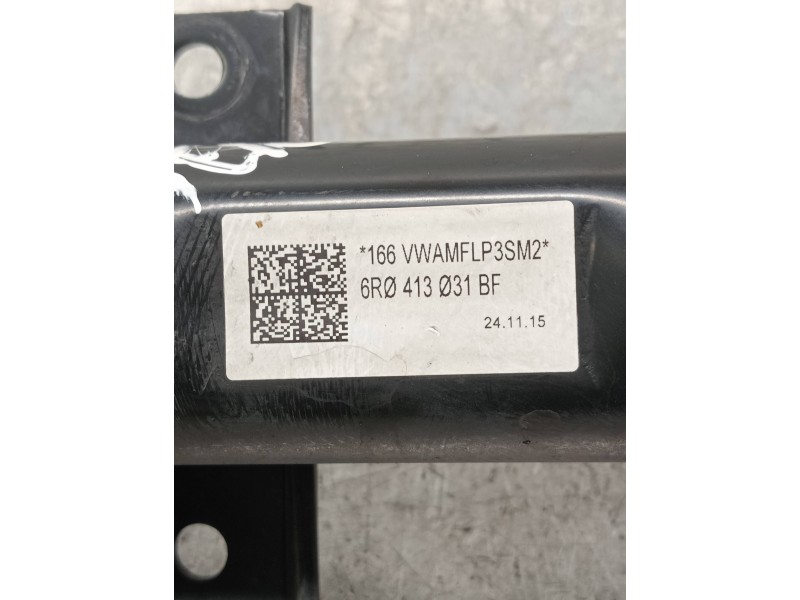 *166 VWAMFLP3SM2*
6RØ 413 Ø31 BF
24.11.15